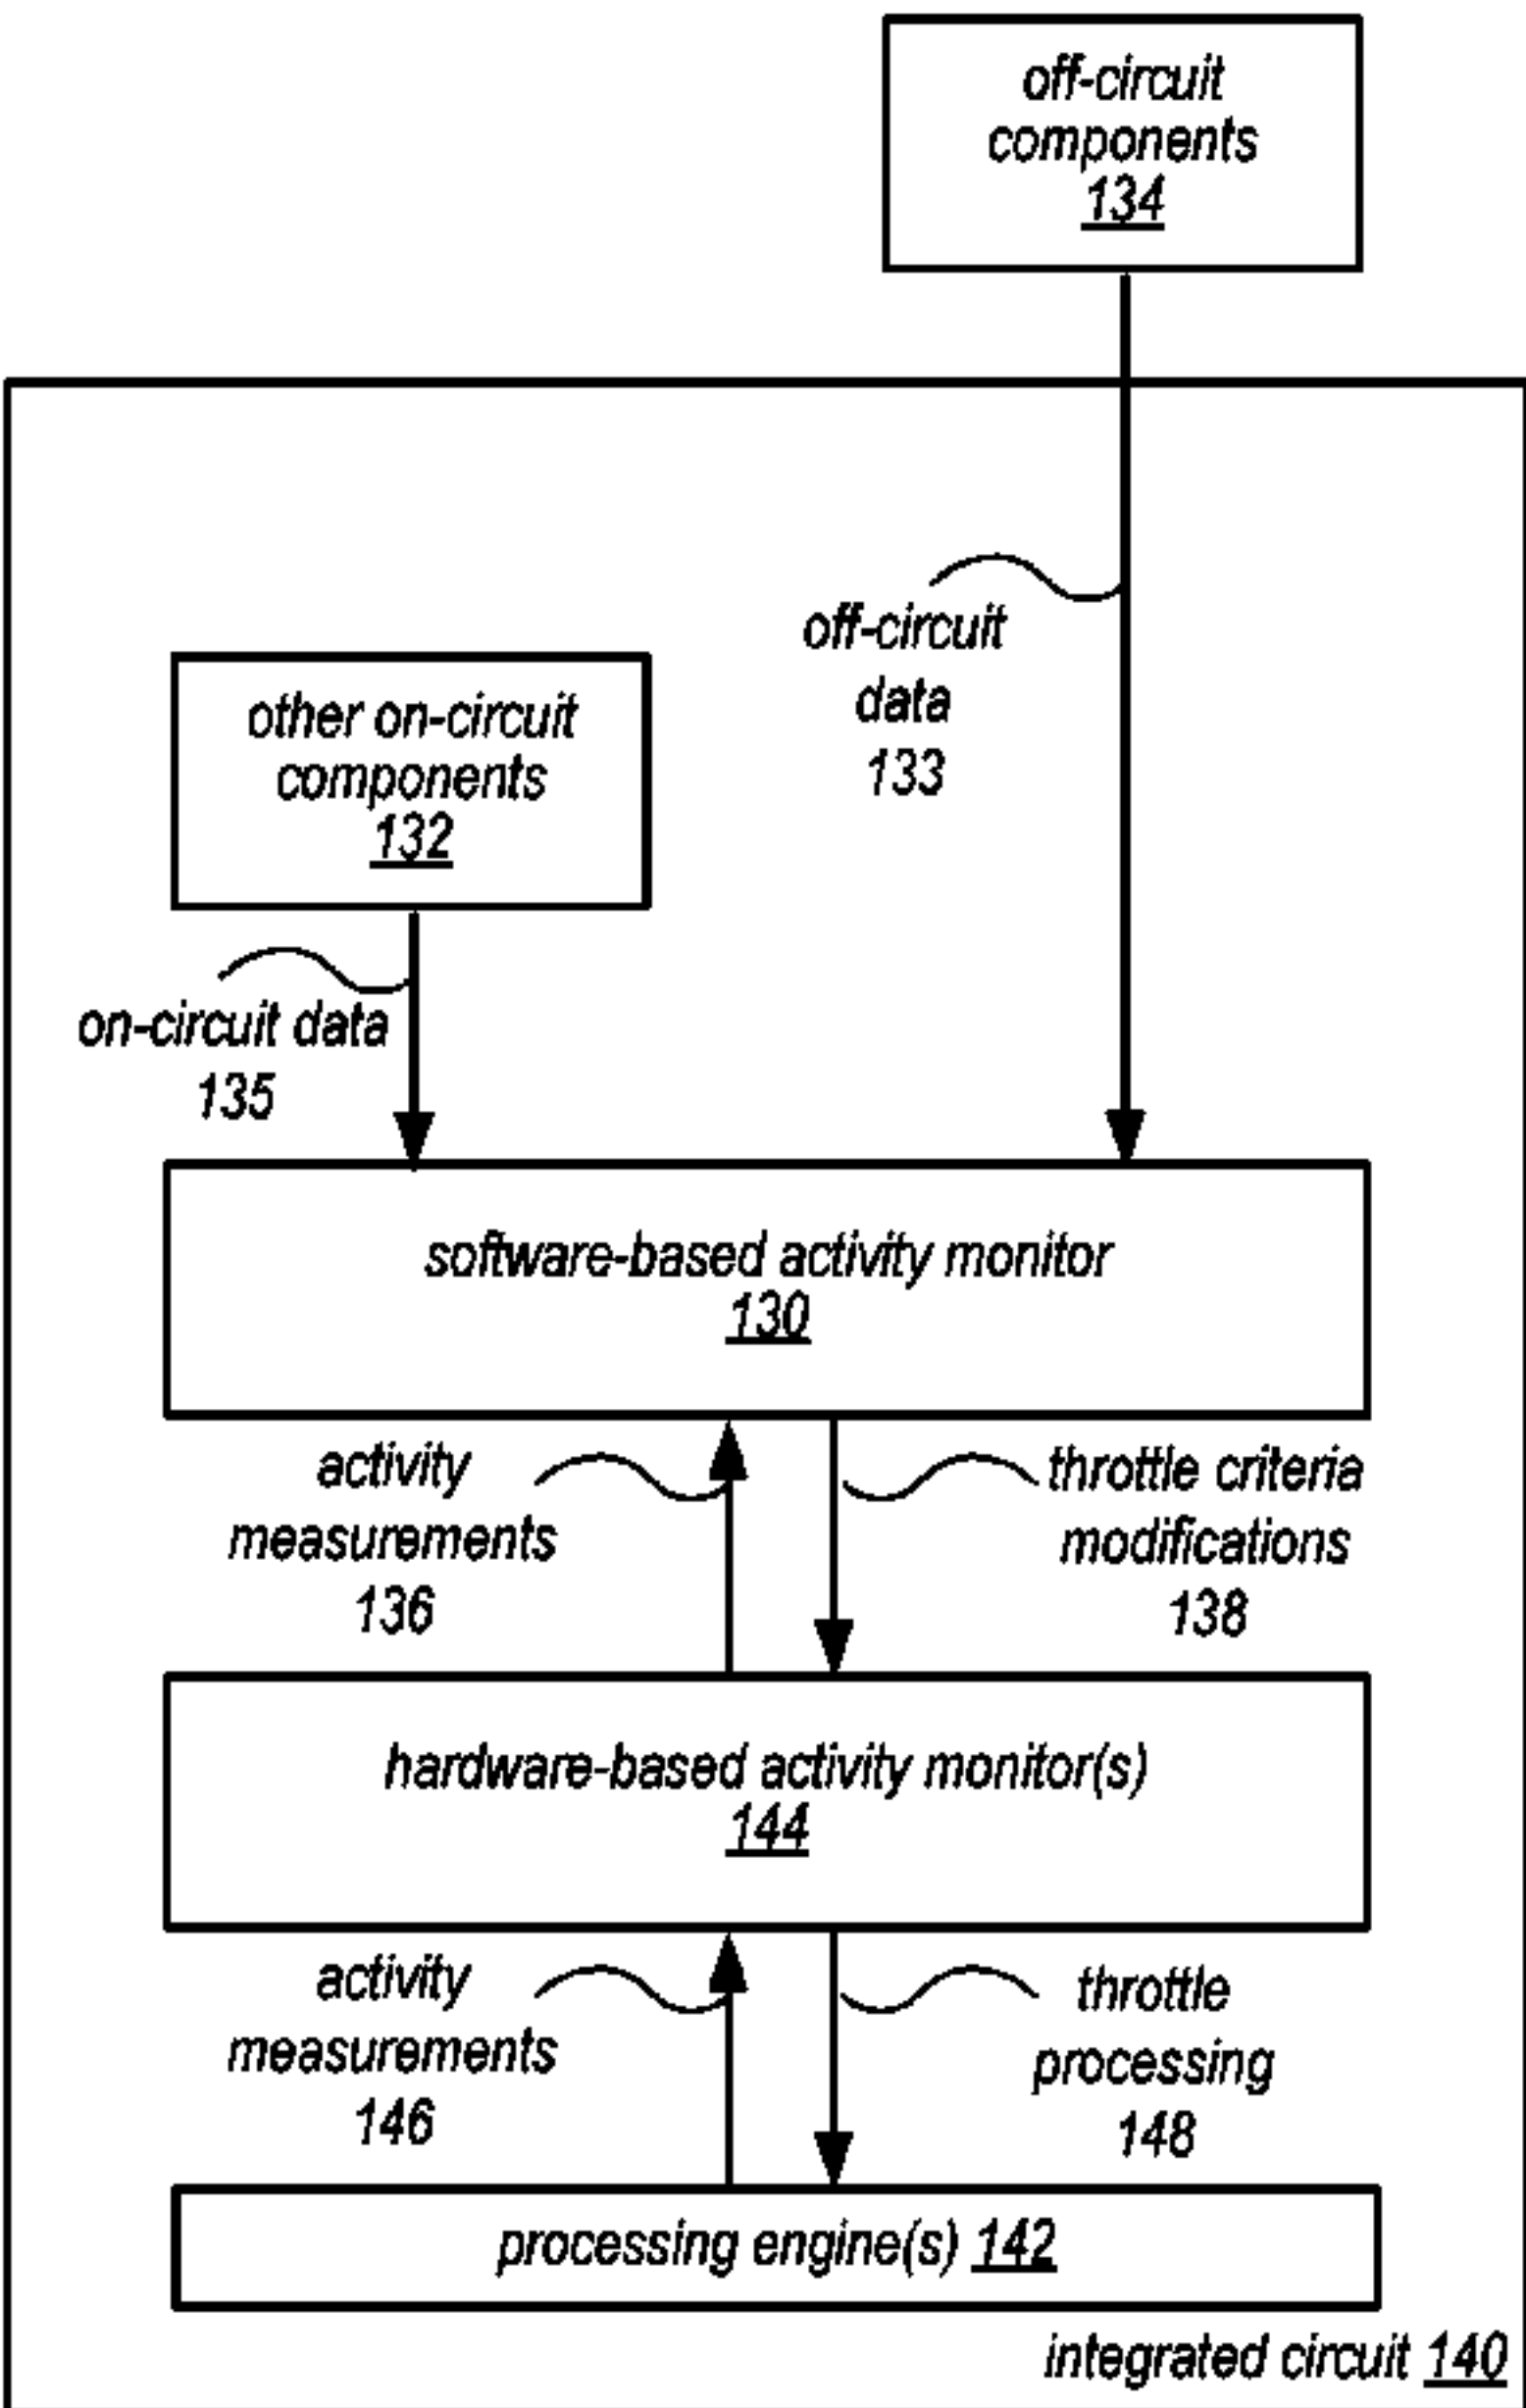 off-circuit
components
134
off-circuit
data
133
other on-circuit
components
132
on-circuit data
135
software-based activity monitor
130
activity
measurements
136
throttle criteria
modifications
138
hardware-based activity monitor(s)
144
activity
measurements
146
throttle
processing
148
processing engine(s) 142
integrated circuit 140